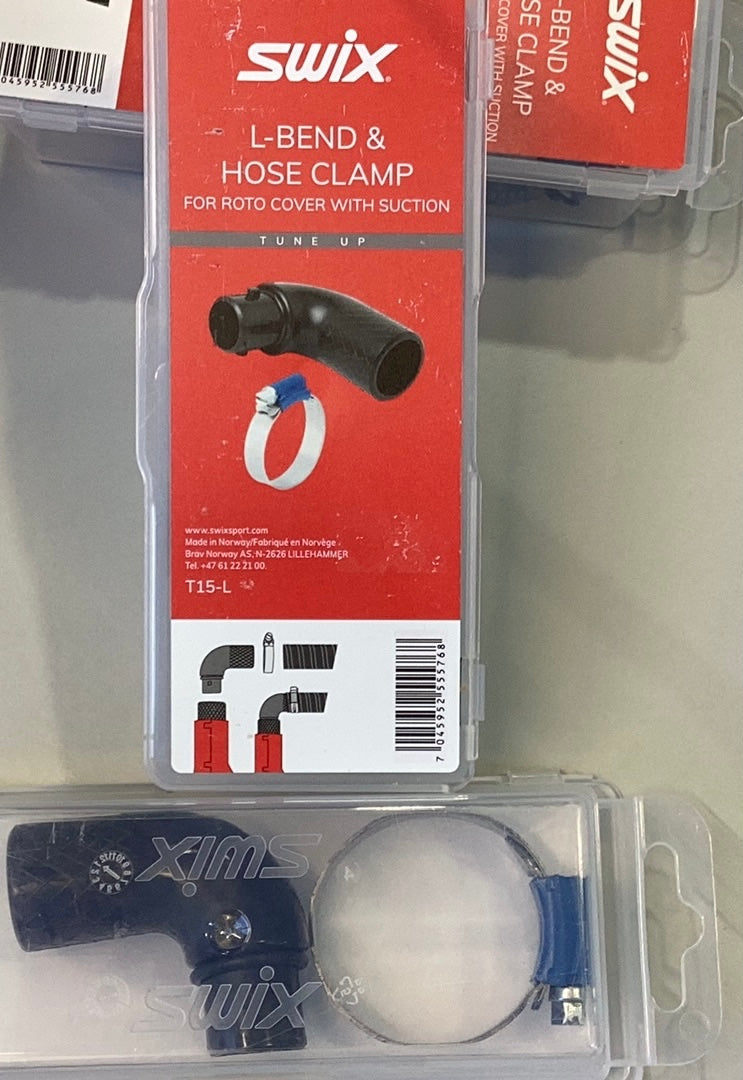 045952 555768
swix
L-BEND &
HOSE CLAMP
FOR ROTO COVER WITH SUCTION
TUNE UP
www.swixsport.com
Made in Norway/Fabriqué en Norvège
Brav Norway AS, N-2626 LILLEHAMMER
Tel. +47 61 22 21 00.
T15-L
7 045952 555768
swix
-BEND &
SE CLAMP
COVER WITH SUCTION
swix
swix